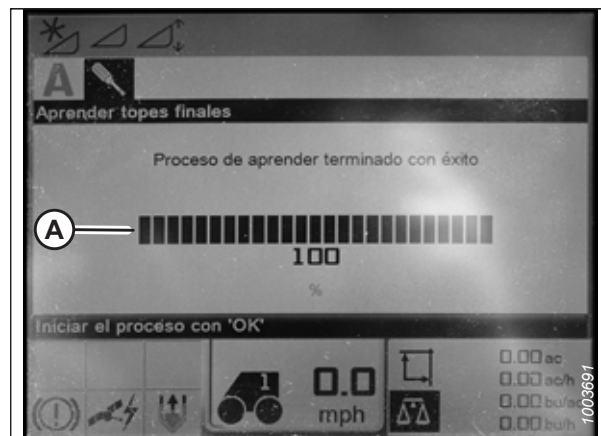 A
Aprender topes finales
Proceso de aprender terminado con éxito
A
100
%
Iniciar el proceso con 'OK'
1
0.0
mph
0.00 ac
0.00 ac/h
0.00 bu/ac
0.00 bu/h
1003691